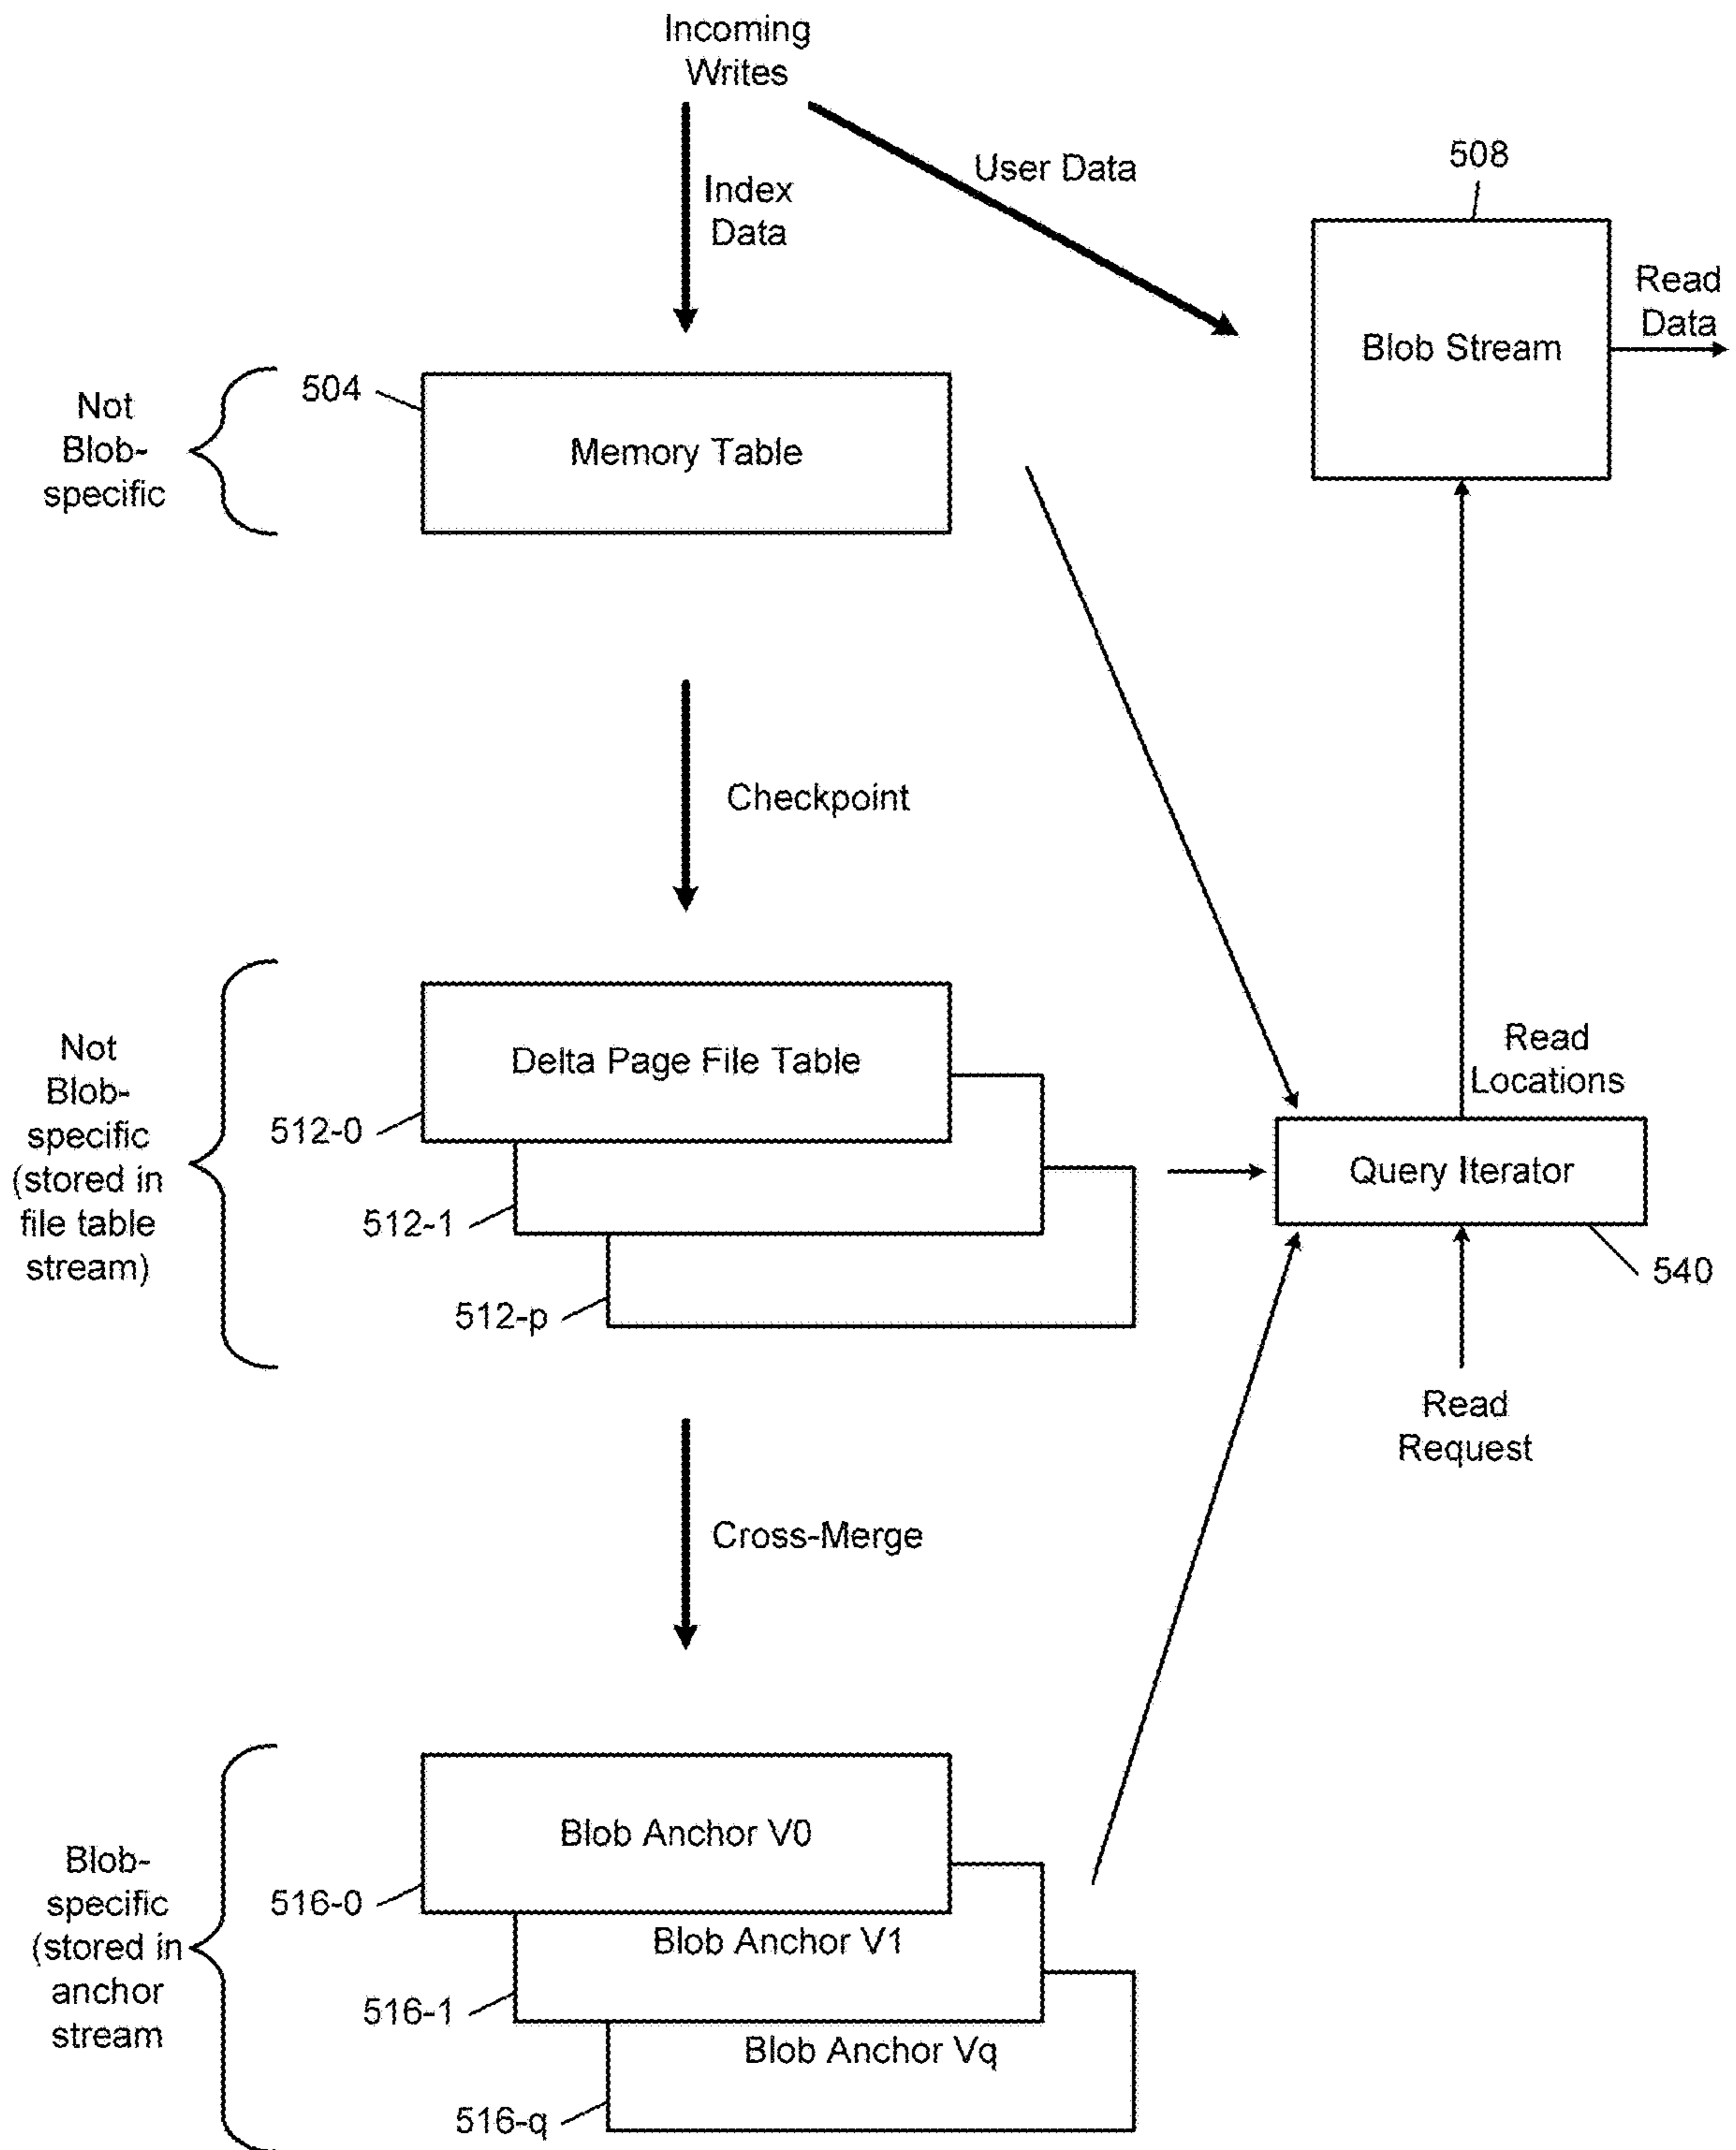 Incoming
Writes
User Data
508
Index
Data
Read
Data
Blob Stream
Not
Blob-
specific
504
Memory Table
Checkpoint
Not
Blob-
specific
(stored in
file table
stream)
Delta Page File Table
512-0
512-1
512-p
Read
Locations
Query Iterator
540
Read
Request
Cross-Merge
Blob-
specific
(stored in
anchor
stream
Blob Anchor V0
516-0
Blob Anchor V1
516-1
Blob Anchor Vq
516-q